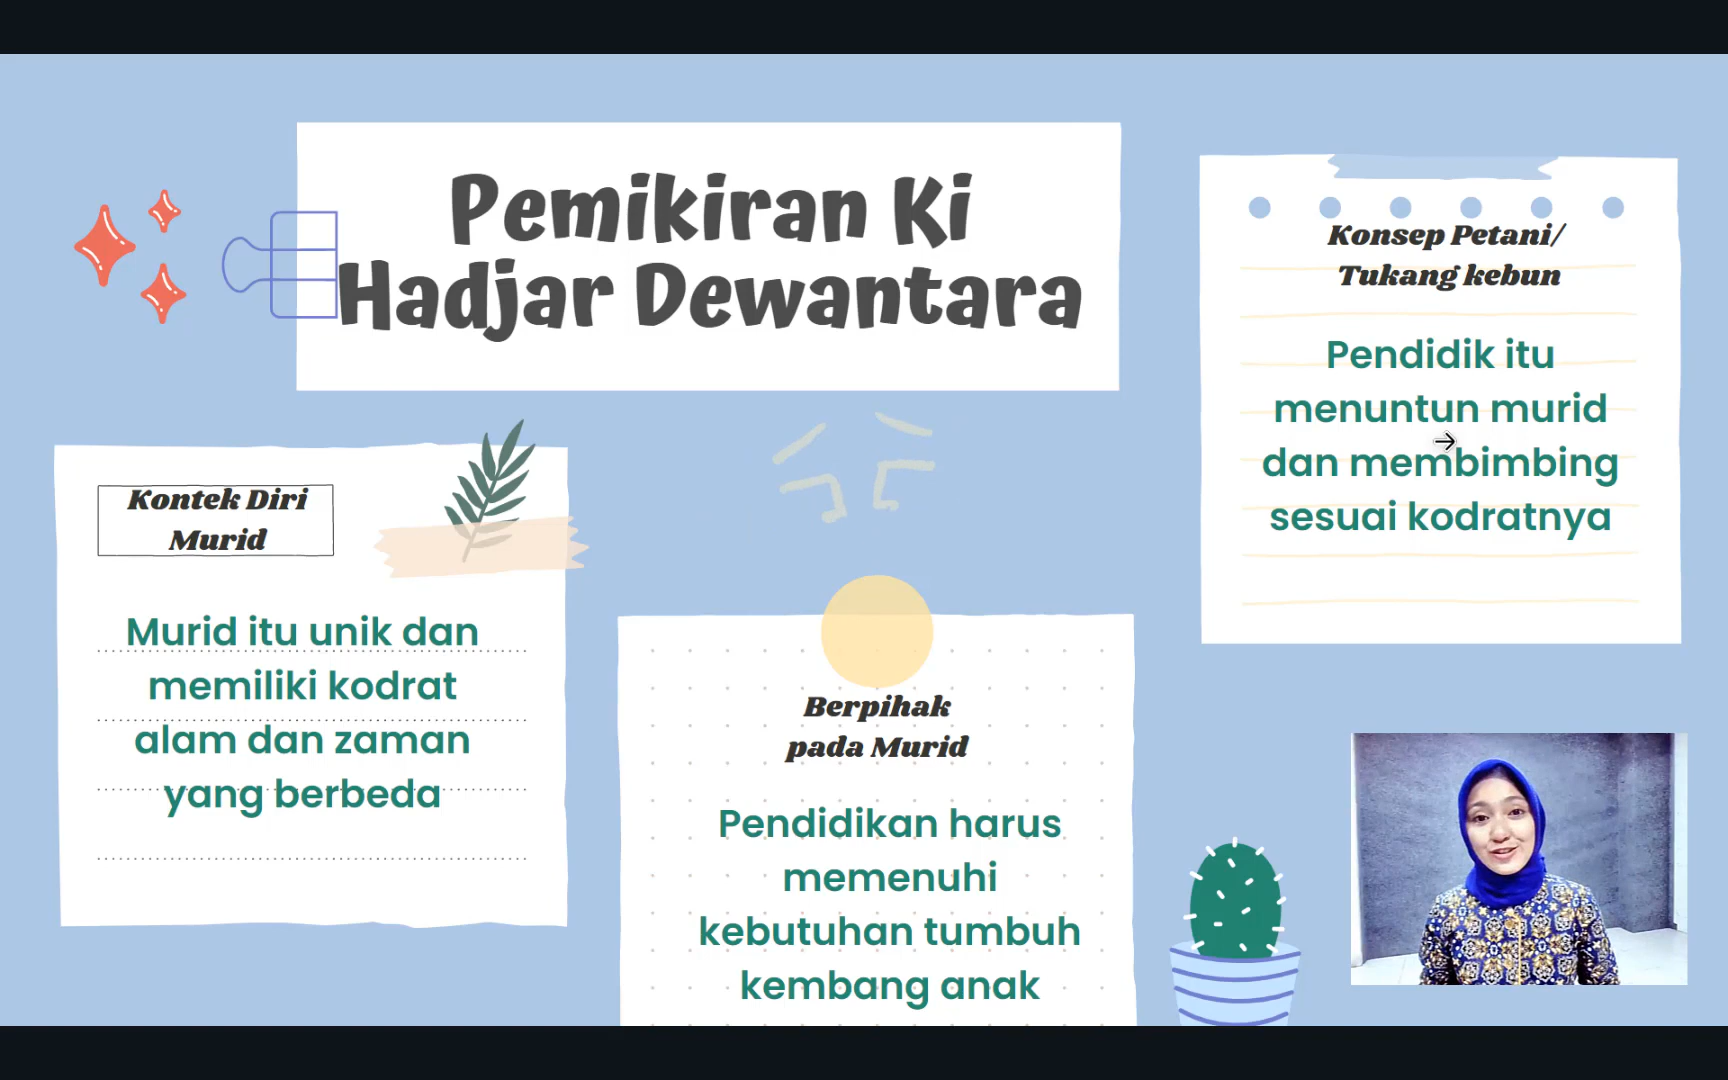 Pemikiran Ki
Hadjar Dewantara
Konsep Petani/
Tukang kebun
Pendidik itu
menuntun murid
dan membimbing
sesuai kodratnya
Kontek Diri
Murid
Murid itu unik dan
memiliki kodrat
alam dan zaman
yang berbeda
Berpihak
pada Murid
Pendidikan harus
memenuhi
kebutuhan tumbuh
kembang anak